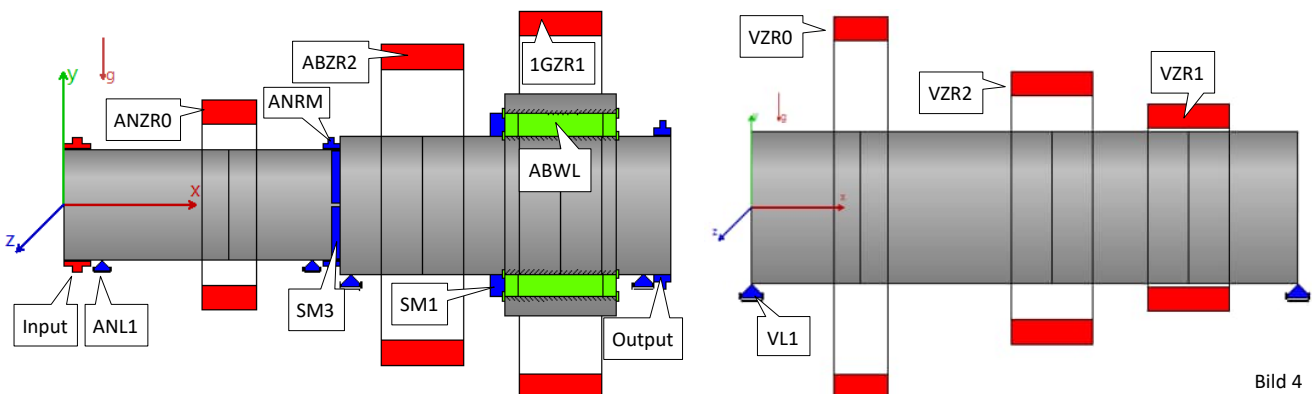 1GZR1
VZR0
ABZR2
y
g
ANRM
VZR2
VZR1
ANZR0
y
g
ABWL
x
x
z
z
SM3
SM1
Input
ANL1
Output
VL1
Bild 4